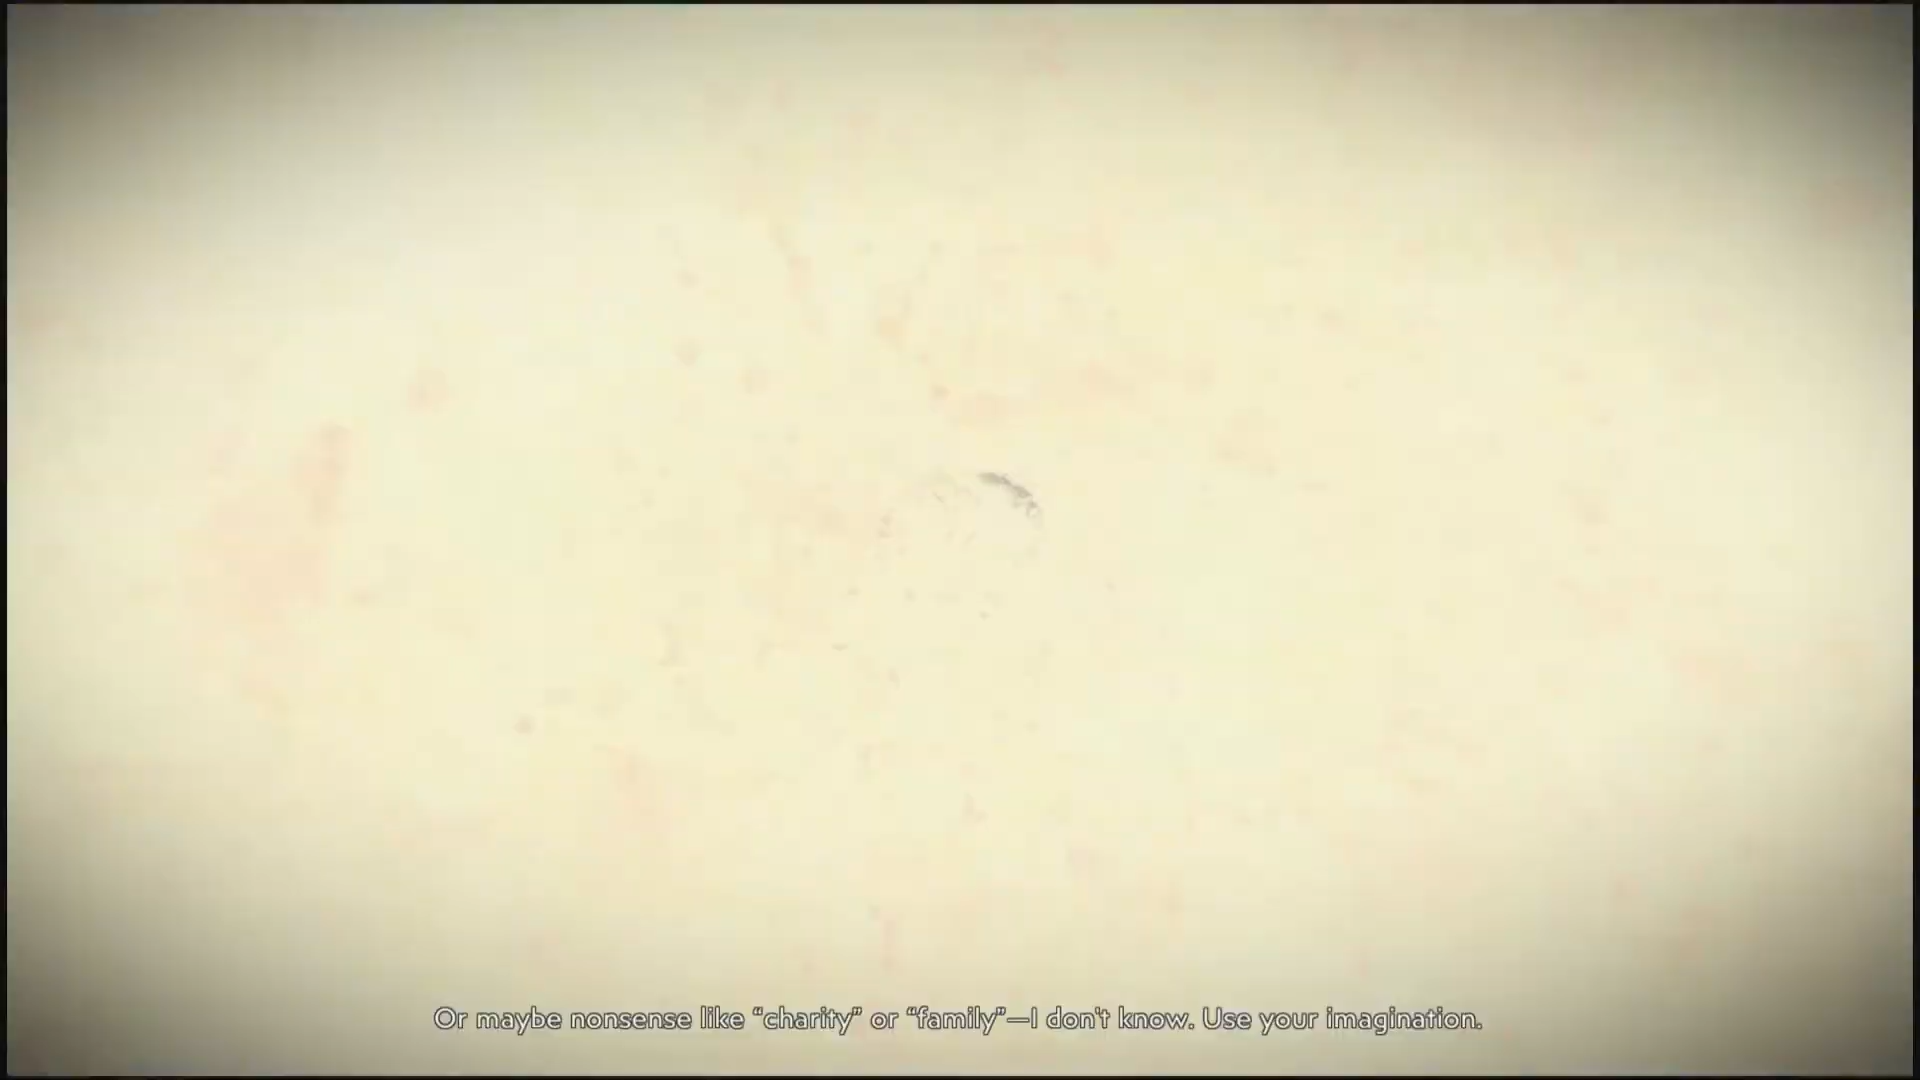 Or maybe nonsense like “charity” or “family”—I don't know. Use your imagination.